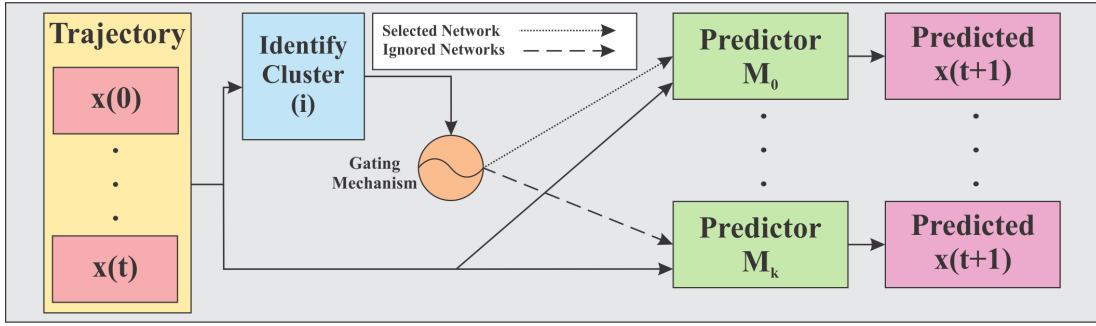 Trajectory
x(0)
x(t)
Identify
Cluster
(i)
Selected Network
Ignored Networks
Gating
Mechanism
Predictor
M₀
Predicted
x(t+1)
Predictor
Mₖ
Predicted
x(t+1)